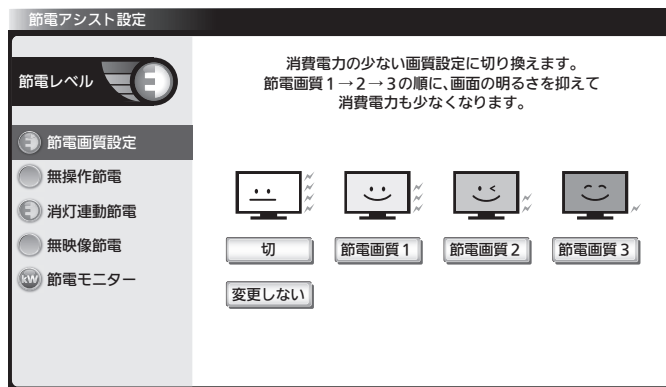 節電アシスト設定
節電レベル
節電画質設定
無操作節電
消灯連動節電
無映像節電
kW 節電モニター
消費電力の少ない画質設定に切り換えます。
節電画質1→2→3の順に、画面の明るさを抑えて
消費電力も少なくなります。
切
節電画質1
節電画質2
節電画質3
変更しない